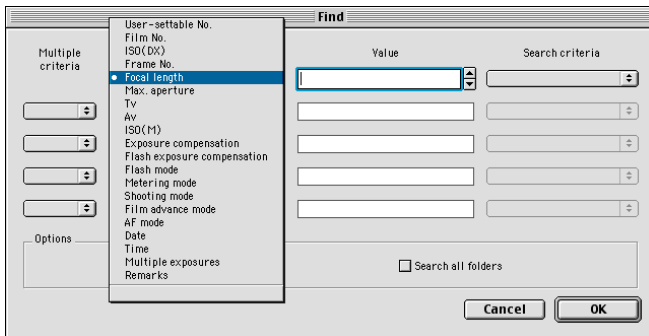 Find
Multiple criteria
Value
Search criteria
User-settable No.
Film No.
ISO(DX)
Frame No.
Focal length
Max. aperture
Tv
Av
ISO(M)
Exposure compensation
Flash exposure compensation
Flash mode
Metering mode
Shooting mode
Film advance mode
AF mode
Date
Time
Multiple exposures
Remarks
Options
Search all folders
Cancel
OK